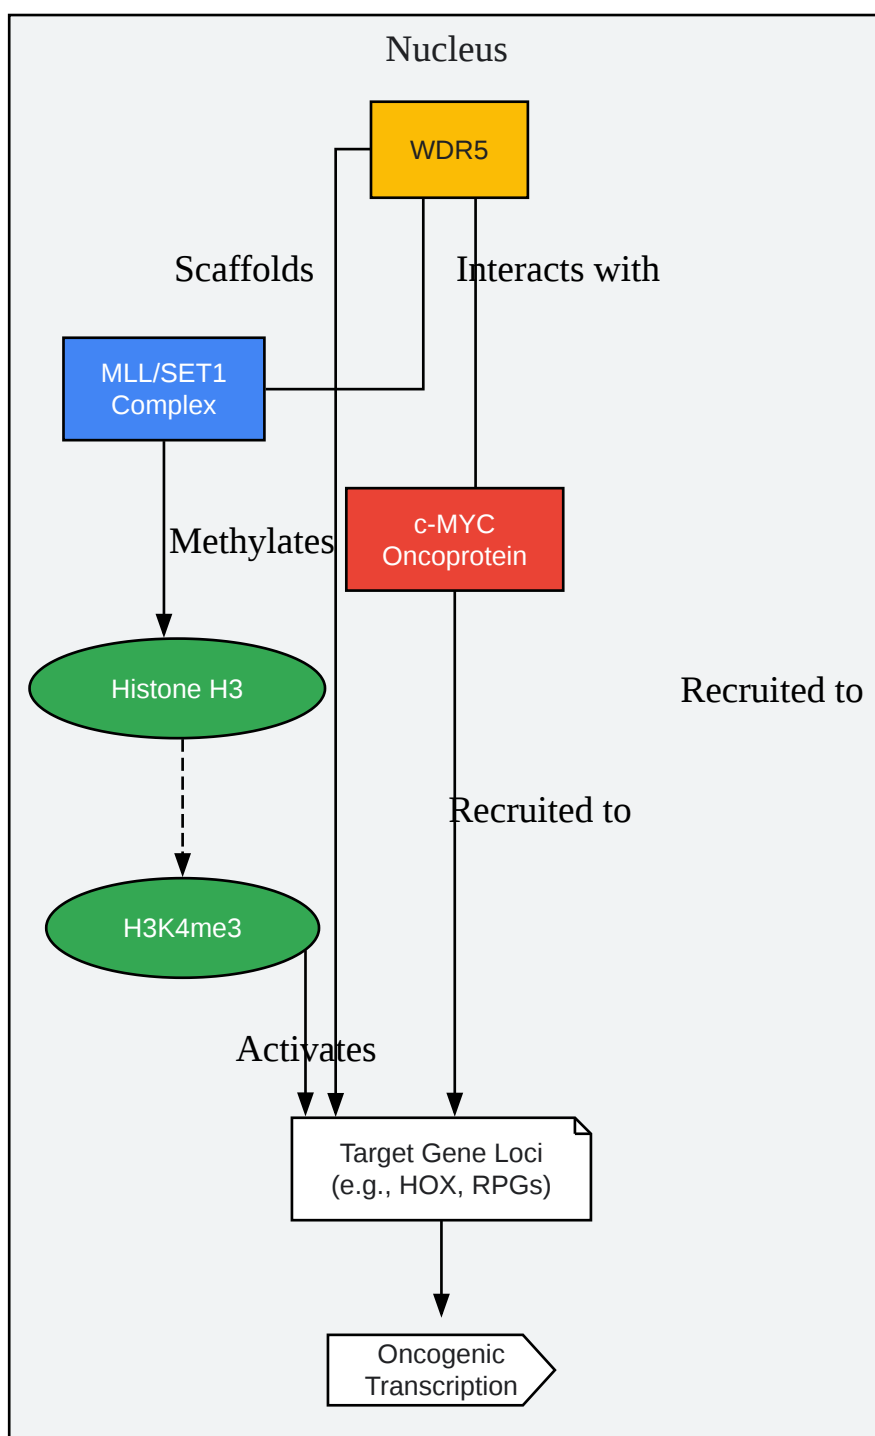 Nucleus
WDR5
Scaffolds
Interacts with
MLL/SET1
Complex
c-MYC
Oncoprotein
Methylates
Histone H3
Recruited to
Recruited to
H3K4me3
Activates
Target Gene Loci
(e.g., HOX, RPGs)
Oncogenic
Transcription